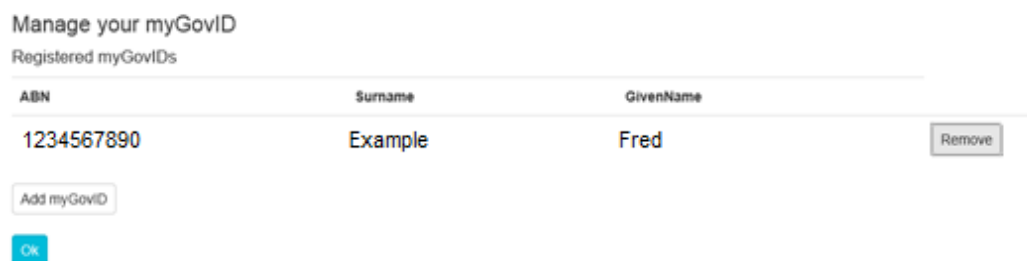 Manage your myGovID
Registered myGovIDs
ABN Surname GivenName
1234567890 Example Fred Remove
Add myGovID
Ok